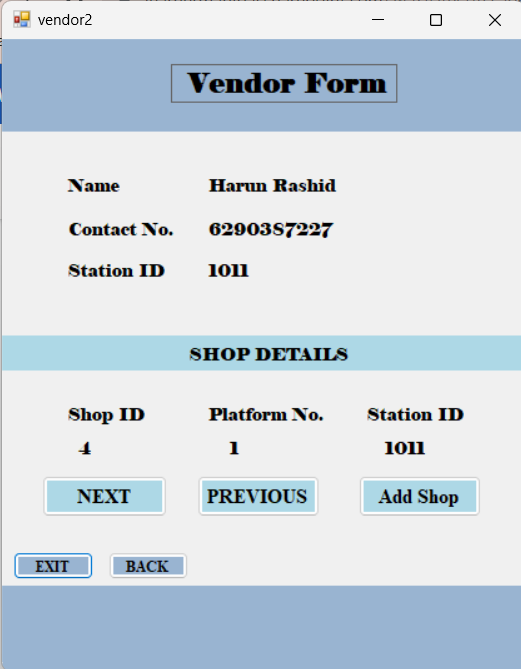 vendor2
Vendor Form
Name Harun Rashid
Contact No. 6290387227
Station ID 1011
SHOP DETAILS
Shop ID Platform No. Station ID
4 1 1011
NEXT PREVIOUS Add Shop
EXIT BACK